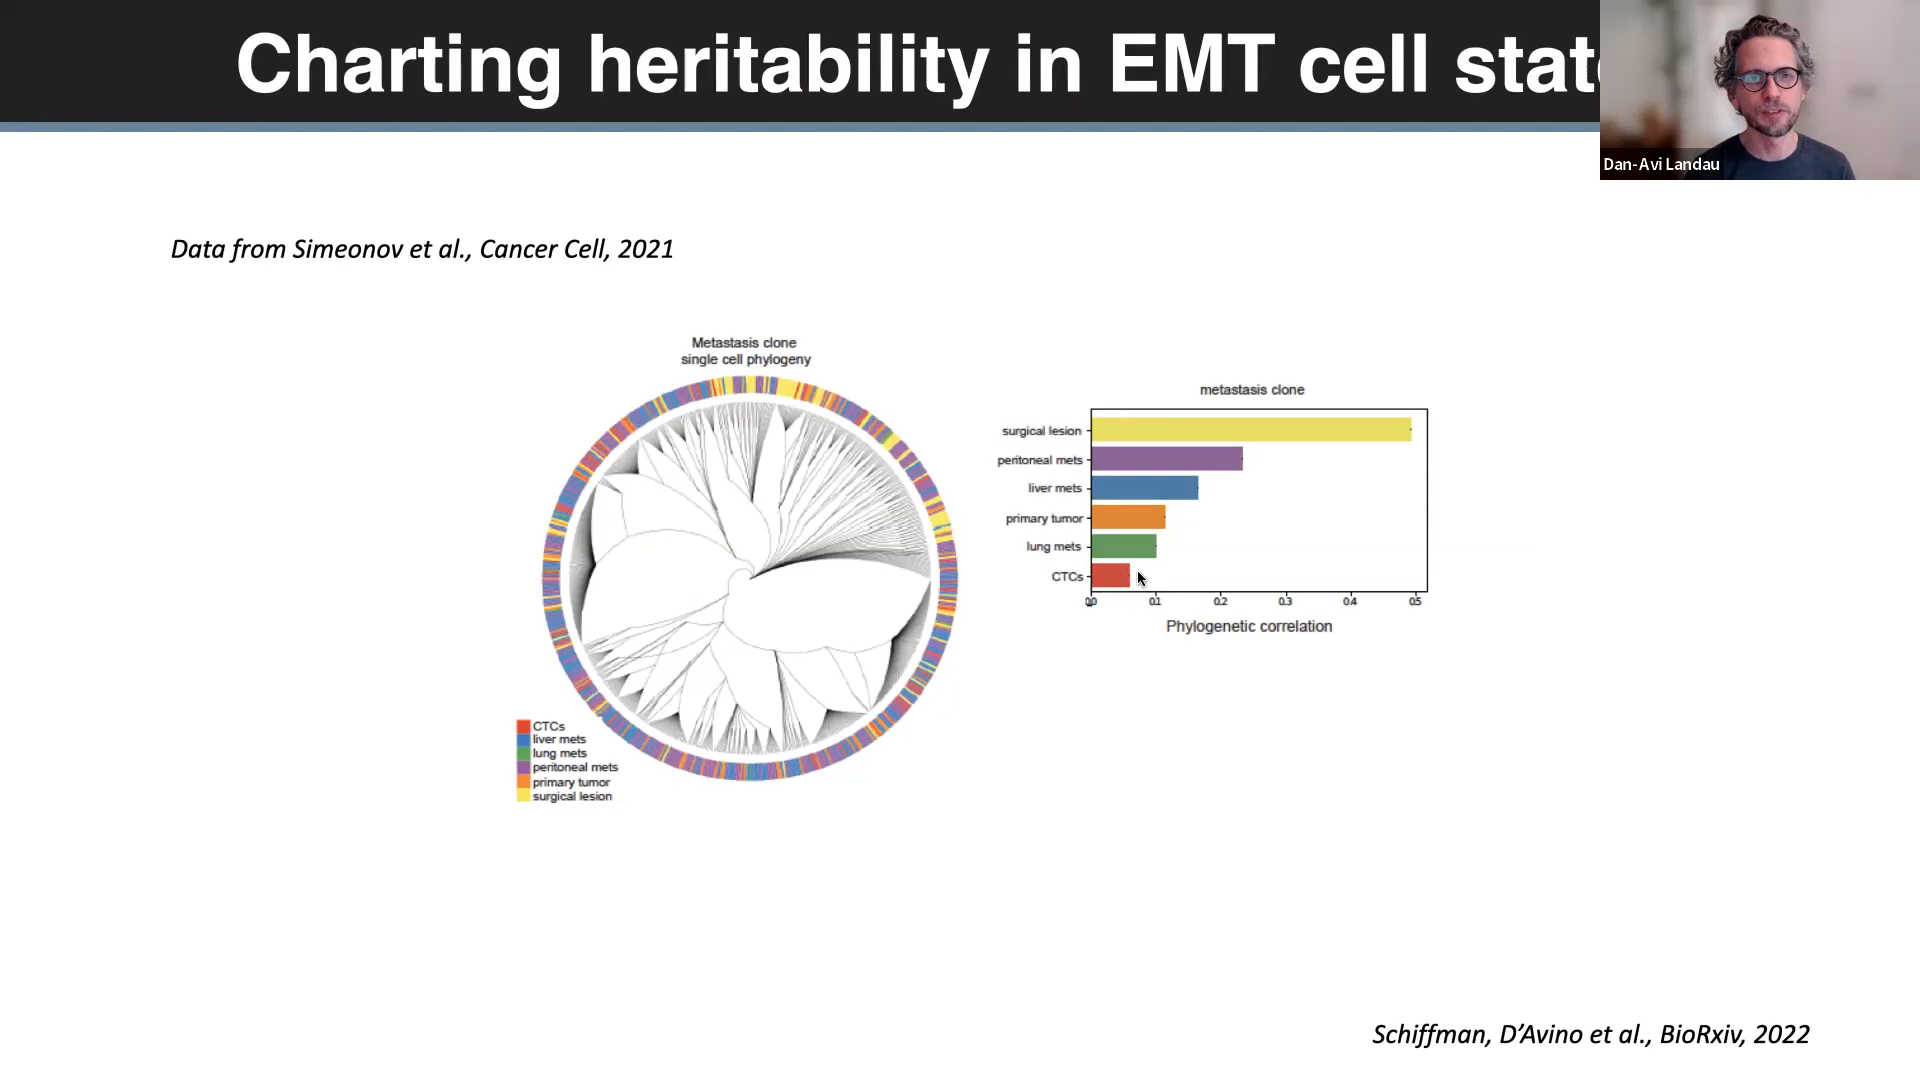 Charting heritability in EMT cell stat
Dan-Avi Landau
Data from Simeonov et al., Cancer Cell, 2021
Metastasis clone
single cell phylogeny
metastasis clone
surgical lesion
peritoneal mets
liver mets
primary tumor
lung mets
CTCs
0.0 0.1 0.2 0.3 0.4 0.5
Phylogenetic correlation
CTCs
liver mets
lung mets
peritoneal mets
primary tumor
surgical lesion
Schiffman, D’Avino et al., BioRxiv, 2022